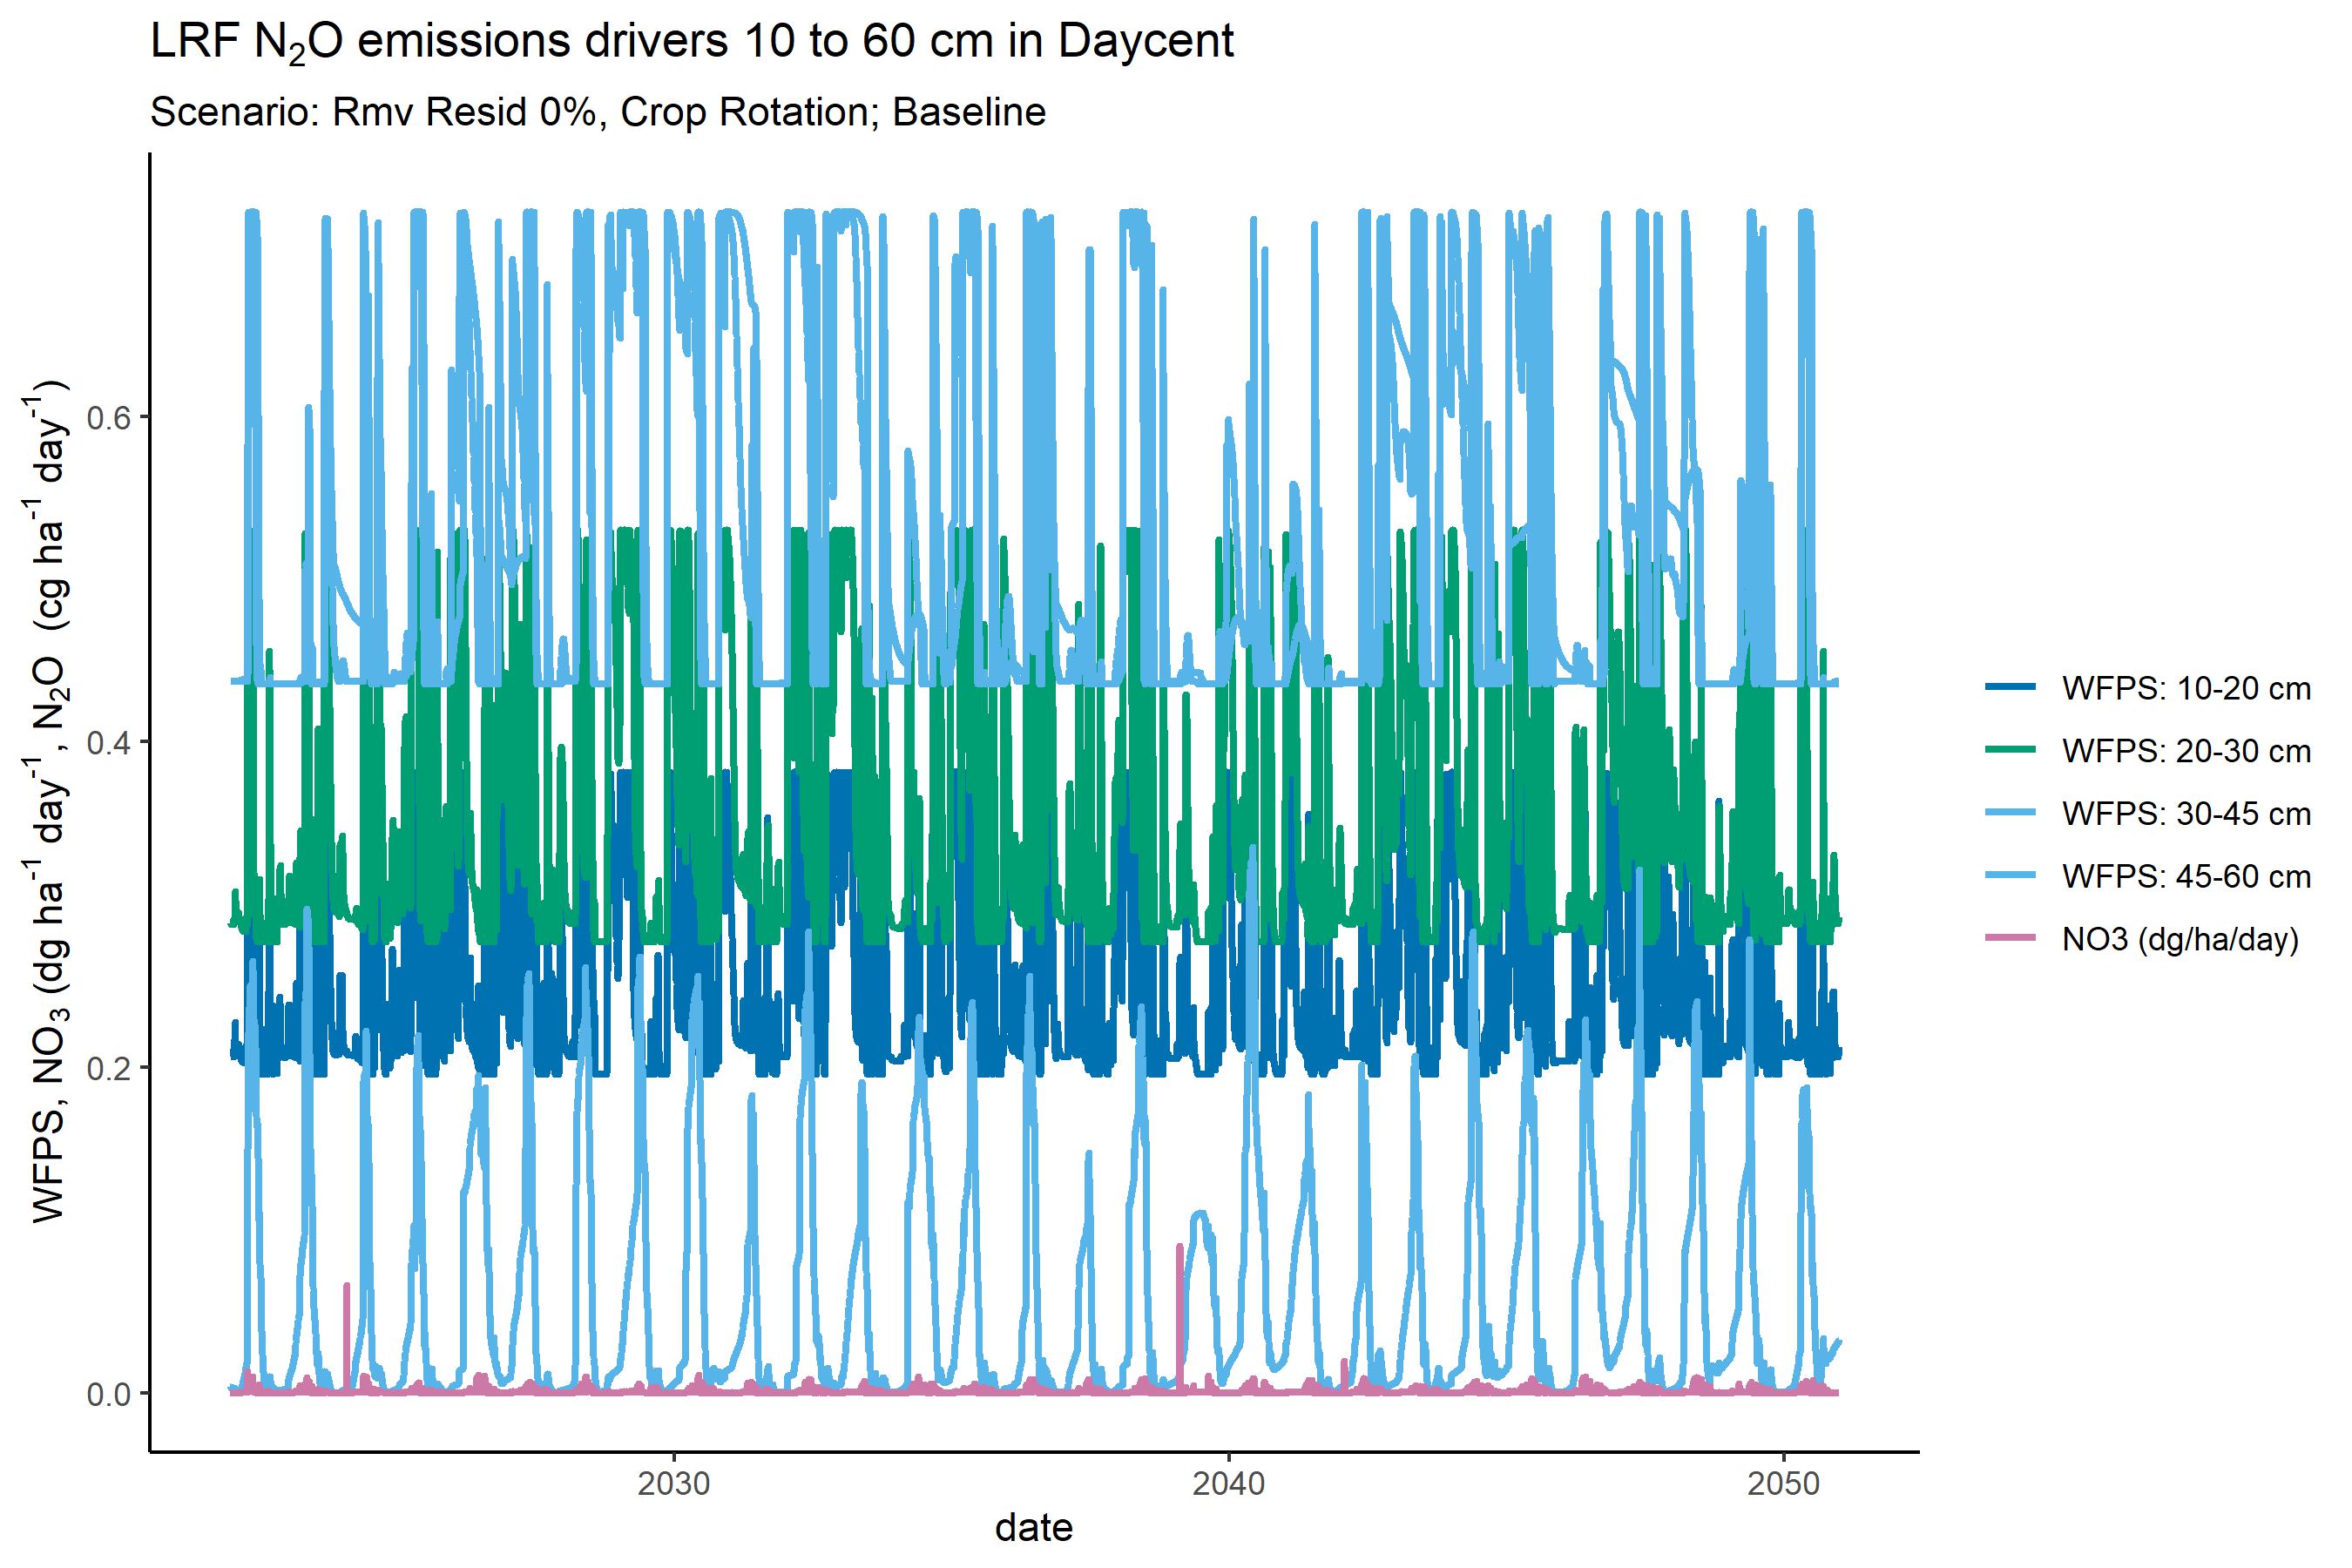 LRF N₂O emissions drivers 10 to 60 cm in Daycent
Scenario: Rmv Resid 0%, Crop Rotation; Baseline
WFPS, NO₃ (dg ha⁻¹ day⁻¹, N₂O (cg ha⁻¹ day⁻¹)
0.6
0.4
0.2
0.0
2030
2040
2050
date
WFPS: 10-20 cm
WFPS: 20-30 cm
WFPS: 30-45 cm
WFPS: 45-60 cm
NO3 (dg/ha/day)